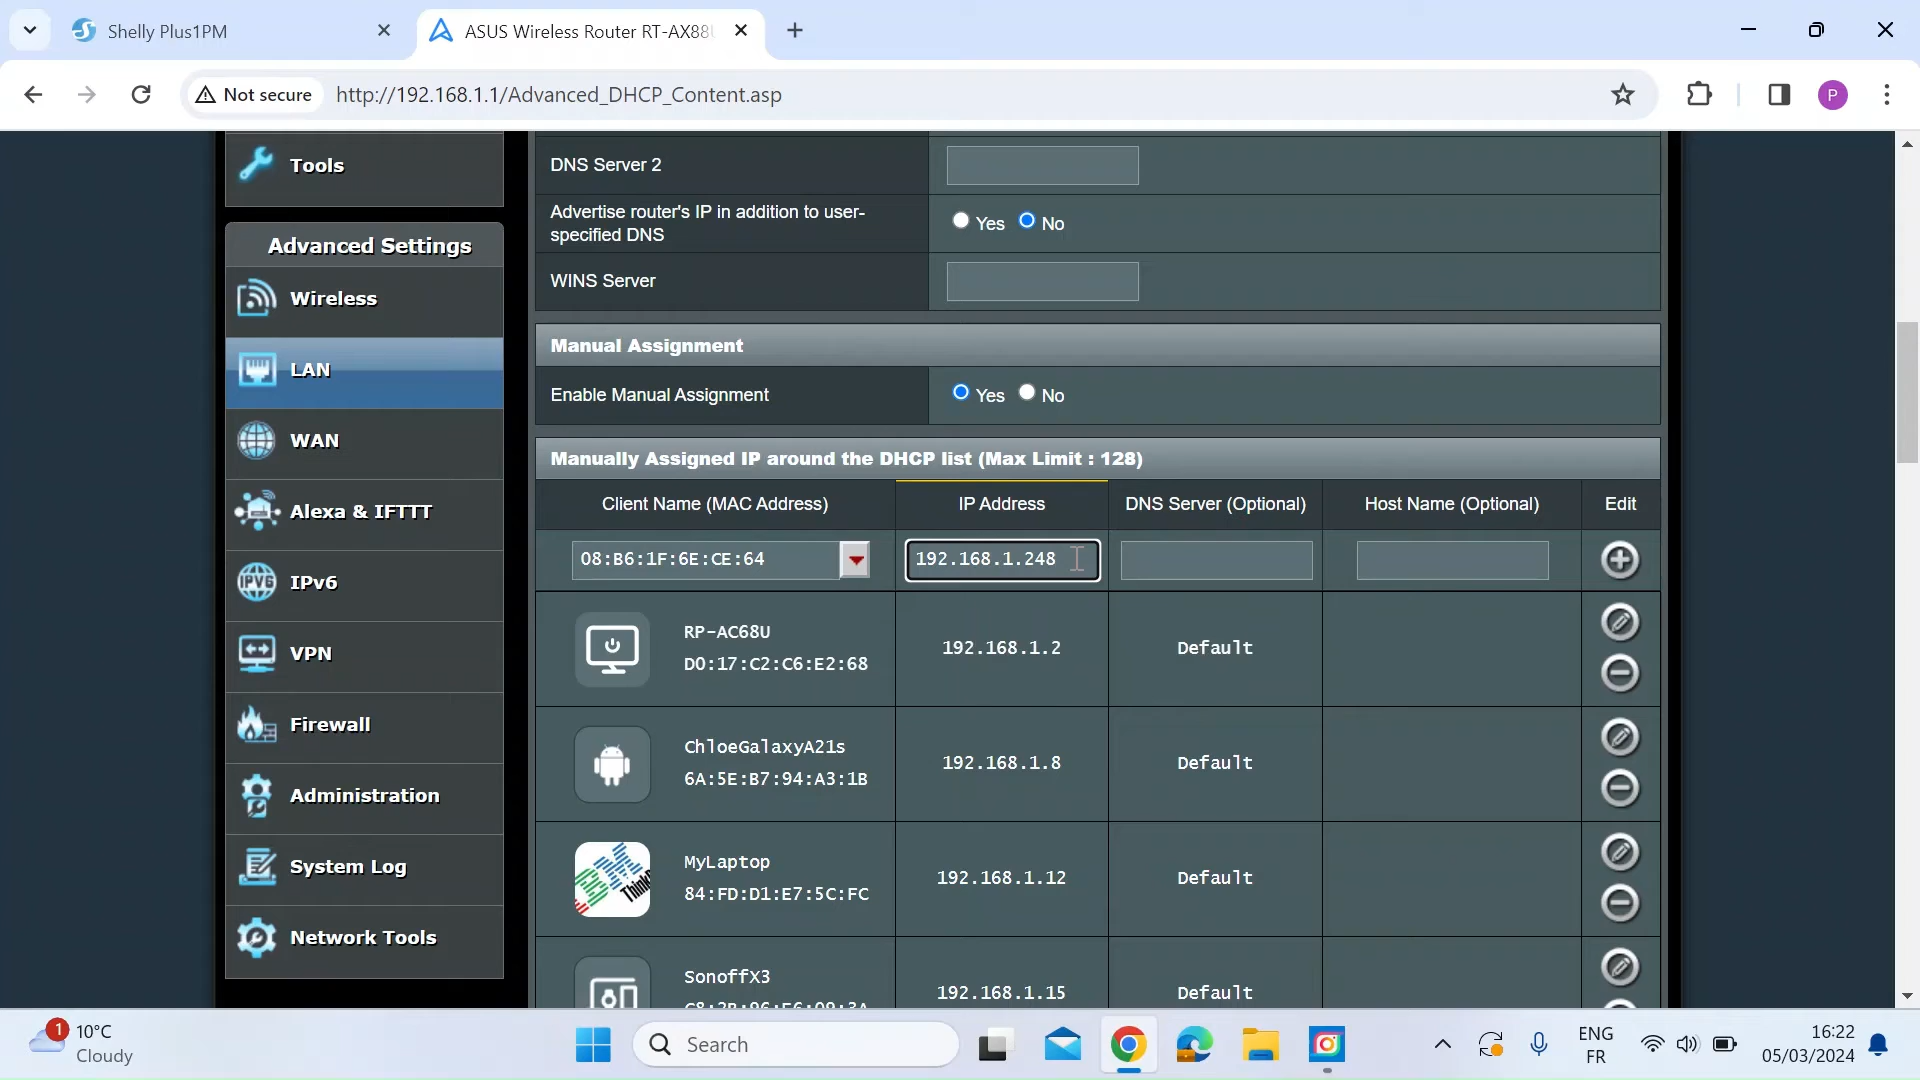 Shelly Plus1PM
ASUS Wireless Router RT-AX88U
Not secure
http://192.168.1.1/Advanced_DHCP_Content.asp
P
Tools
Advanced Settings
Wireless
LAN
WAN
Alexa & IFTTT
IPv6
VPN
Firewall
Administration
System Log
Network Tools
DNS Server 2
Advertise router's IP in addition to user-
specified DNS
Yes No
WINS Server
Manual Assignment
Enable Manual Assignment
Yes No
Manually Assigned IP around the DHCP list (Max Limit : 128)
Client Name (MAC Address) IP Address DNS Server (Optional) Host Name (Optional) Edit
08:B6:1F:6E:CE:64 192.168.1.248
RP-AC68U
D0:17:C2:C6:E2:68
192.168.1.2 Default
ChloeGalaxyA21s
6A:5E:B7:94:A3:1B
192.168.1.8 Default
MyLaptop
84:FD:D1:E7:5C:FC
192.168.1.12 Default
SonoffX3
192.168.1.15 Default
1
10°C
Cloudy
Search
ENG
FR
16:22
05/03/2024